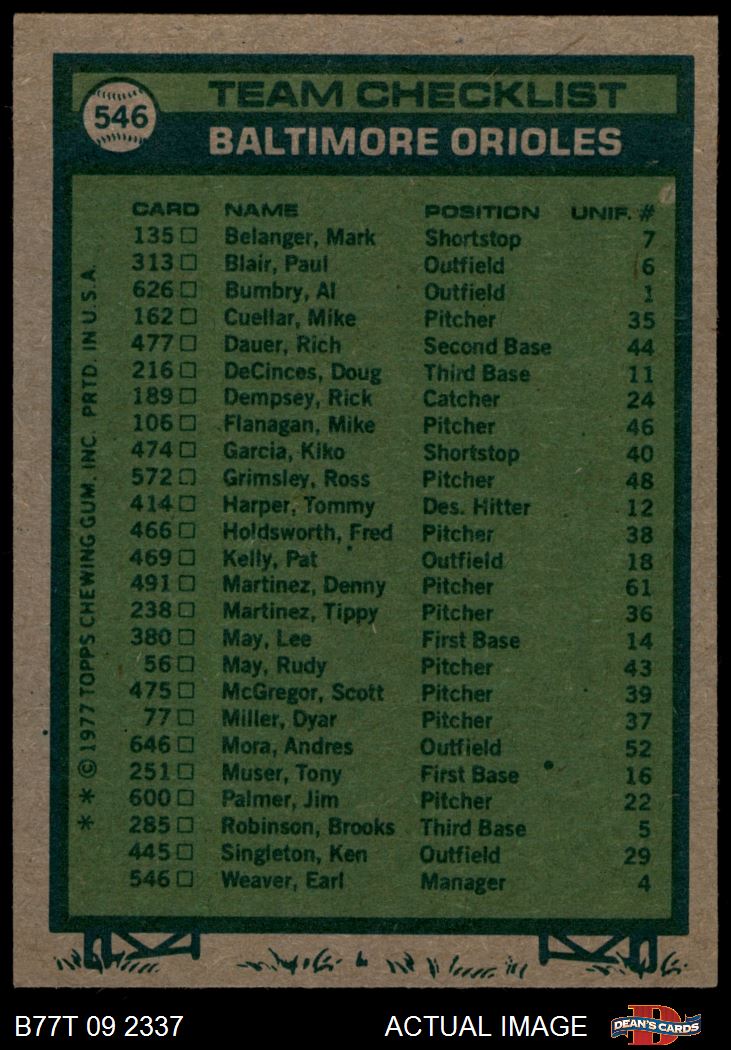 546
TEAM CHECKLIST
BALTIMORE ORIOLES
CARD NAME POSITION UNIF. #
135 Belanger, Mark Shortstop 7
313 Blair, Paul Outfield 6
626 Bumbry, Al Outfield 1
162 Cuellar, Mike Pitcher 35
477 Dauer, Rich Second Base 44
216 DeCinces, Doug Third Base 11
189 Dempsey, Rick Catcher 24
106 Flanagan, Mike Pitcher 46
474 Garcia, Kiko Shortstop 40
572 Grimsley, Ross Pitcher 48
414 Harper, Tommy Des. Hitter 12
466 Holdsworth, Fred Pitcher 38
469 Kelly, Pat Outfield 18
491 Martinez, Denny Pitcher 61
238 Martinez, Tippy Pitcher 36
380 May, Lee First Base 14
56 May, Rudy Pitcher 43
475 McGregor, Scott Pitcher 39
77 Miller, Dyar Pitcher 37
646 Mora, Andres Outfield 52
251 Muser, Tony First Base 16
600 Palmer, Jim Pitcher 22
285 Robinson, Brooks Third Base 5
445 Singleton, Ken Outfield 29
546 Weaver, Earl Manager 4
* * © 1977 TOPPS CHEWING GUM, INC. PRTD. IN U.S.A.
B77T 09 2337 ACTUAL IMAGE
D
DEAN'S CARDS